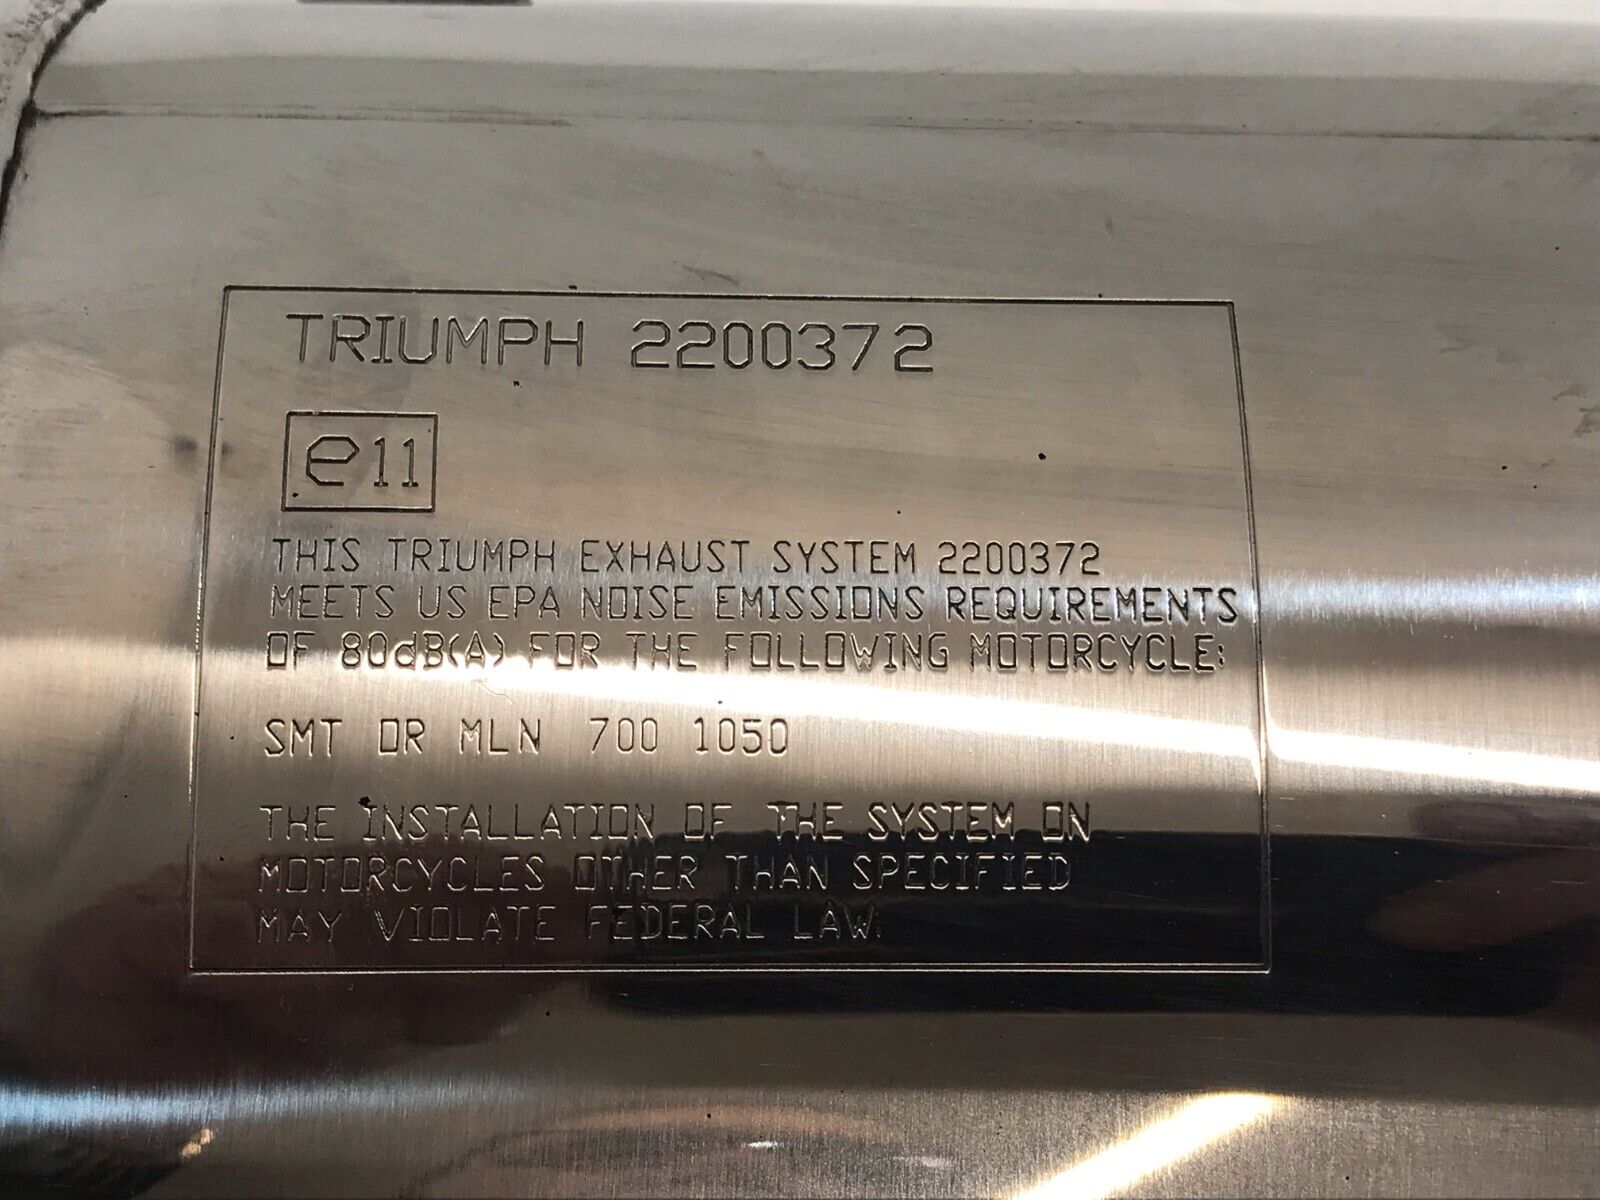 TRIUMPH 2200372
e11
THIS TRIUMPH EXHAUST SYSTEM 2200372
MEETS US EPA NOISE EMISSIONS REQUIREMENTS
OF 80dB(A) FOR THE FOLLOWING MOTORCYCLE:
SMT OR MLN 700 1050
THE INSTALLATION OF THE SYSTEM ON
MOTORCYCLES OTHER THAN SPECIFIED
MAY VIOLATE FEDERAL LAW.